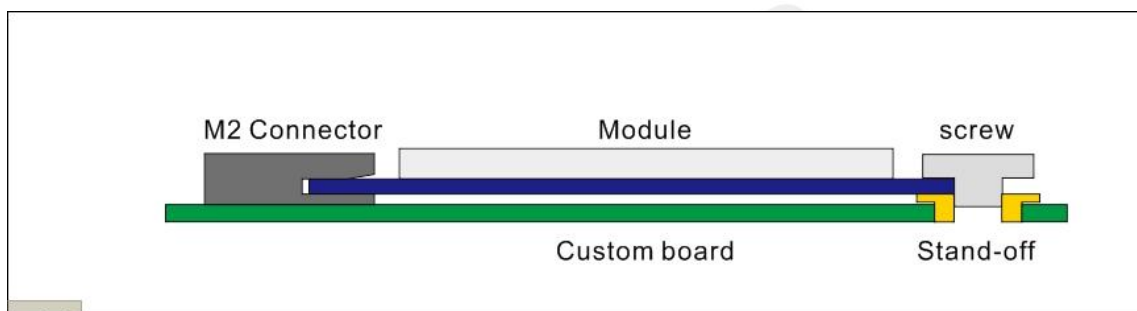 M2 Connector
Module
screw
Custom board
Stand-off